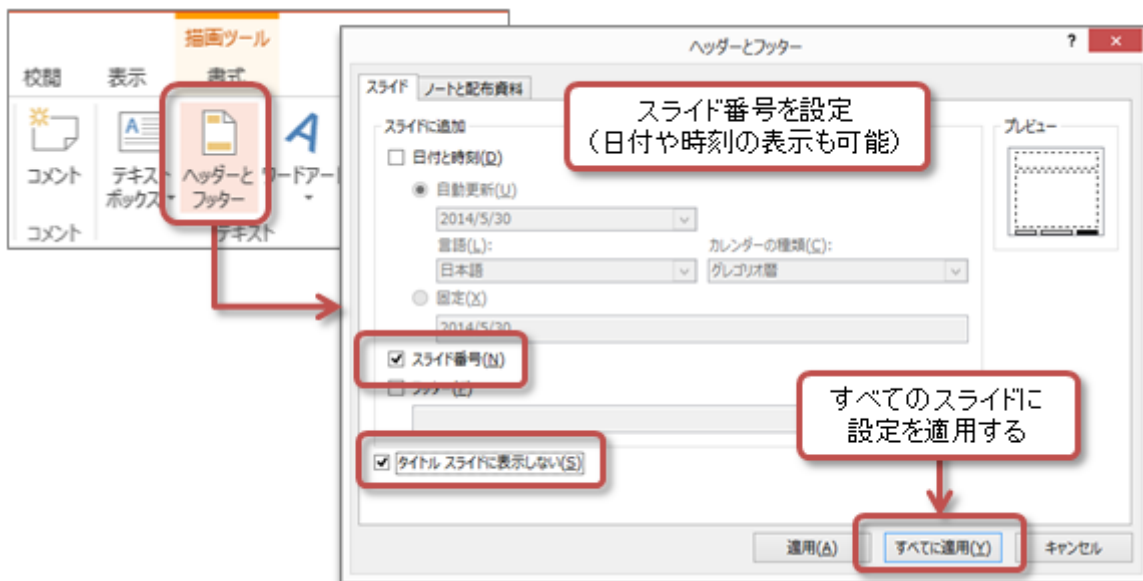 描画ツール
校閲 表示 書式
コメント テキスト ヘッダーと ワードアート
ボックス フッター
コメント テキスト
ヘッダーとフッター ?
スライド ノートと配布資料
スライド番号を設定
（日付や時刻の表示も可能）
スライドに追加
プレビュー
日付と時刻(D)
自動更新(U)
2014/5/30
言語(L): カレンダーの種類(C):
日本語 グレゴリオ暦
固定(X)
2014/5/30
スライド番号(N)
フッター(F)
すべてのスライドに
設定を適用する
タイトル スライドに表示しない(S)
適用(A) すべてに適用(Y) キャンセル